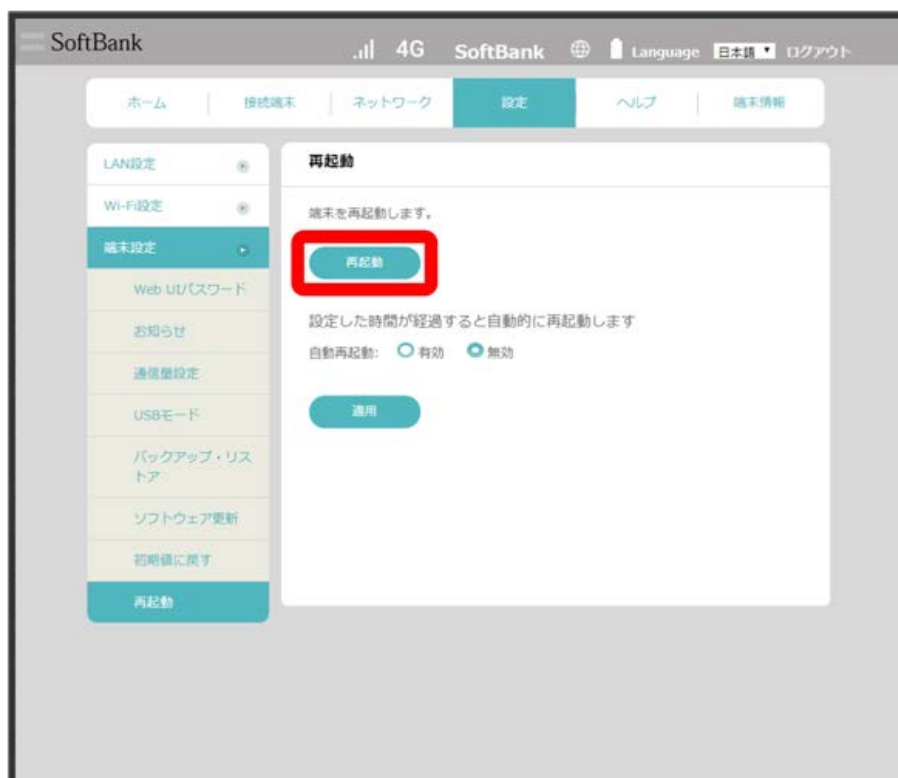 SoftBank
4G SoftBank Language 日本語 ログアウト
ホーム 接続端末 ネットワーク 設定 ヘルプ 端末情報
LAN設定
Wi-Fi設定
端末設定
Web UIパスワード
お知らせ
通信量設定
USBモード
バックアップ・リス
トア
ソフトウェア更新
初期値に戻す
再起動
再起動
端末を再起動します。
再起動
設定した時間が経過すると自動的に再起動します
自動再起動: 有効 無効
適用